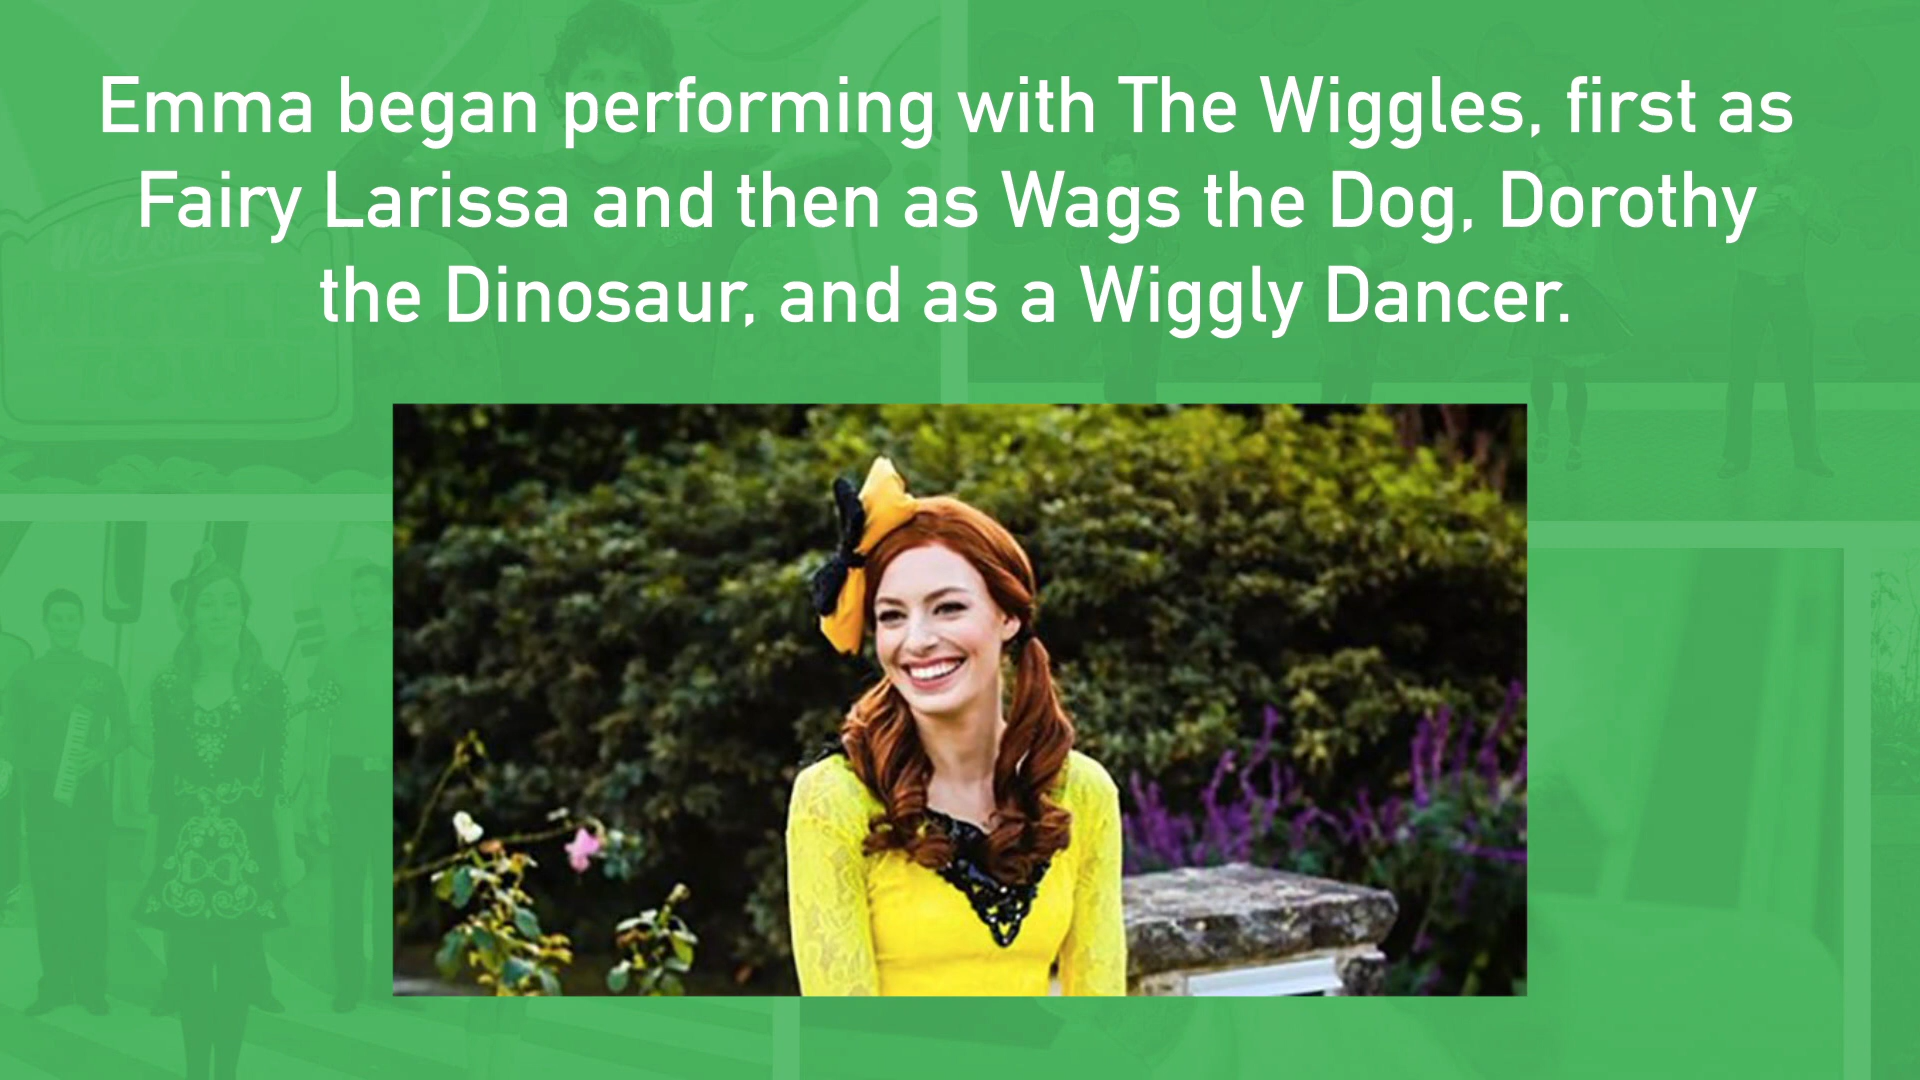 Emma began performing with The Wiggles, first as
Fairy Larissa and then as Wags the Dog, Dorothy
the Dinosaur, and as a Wiggly Dancer.